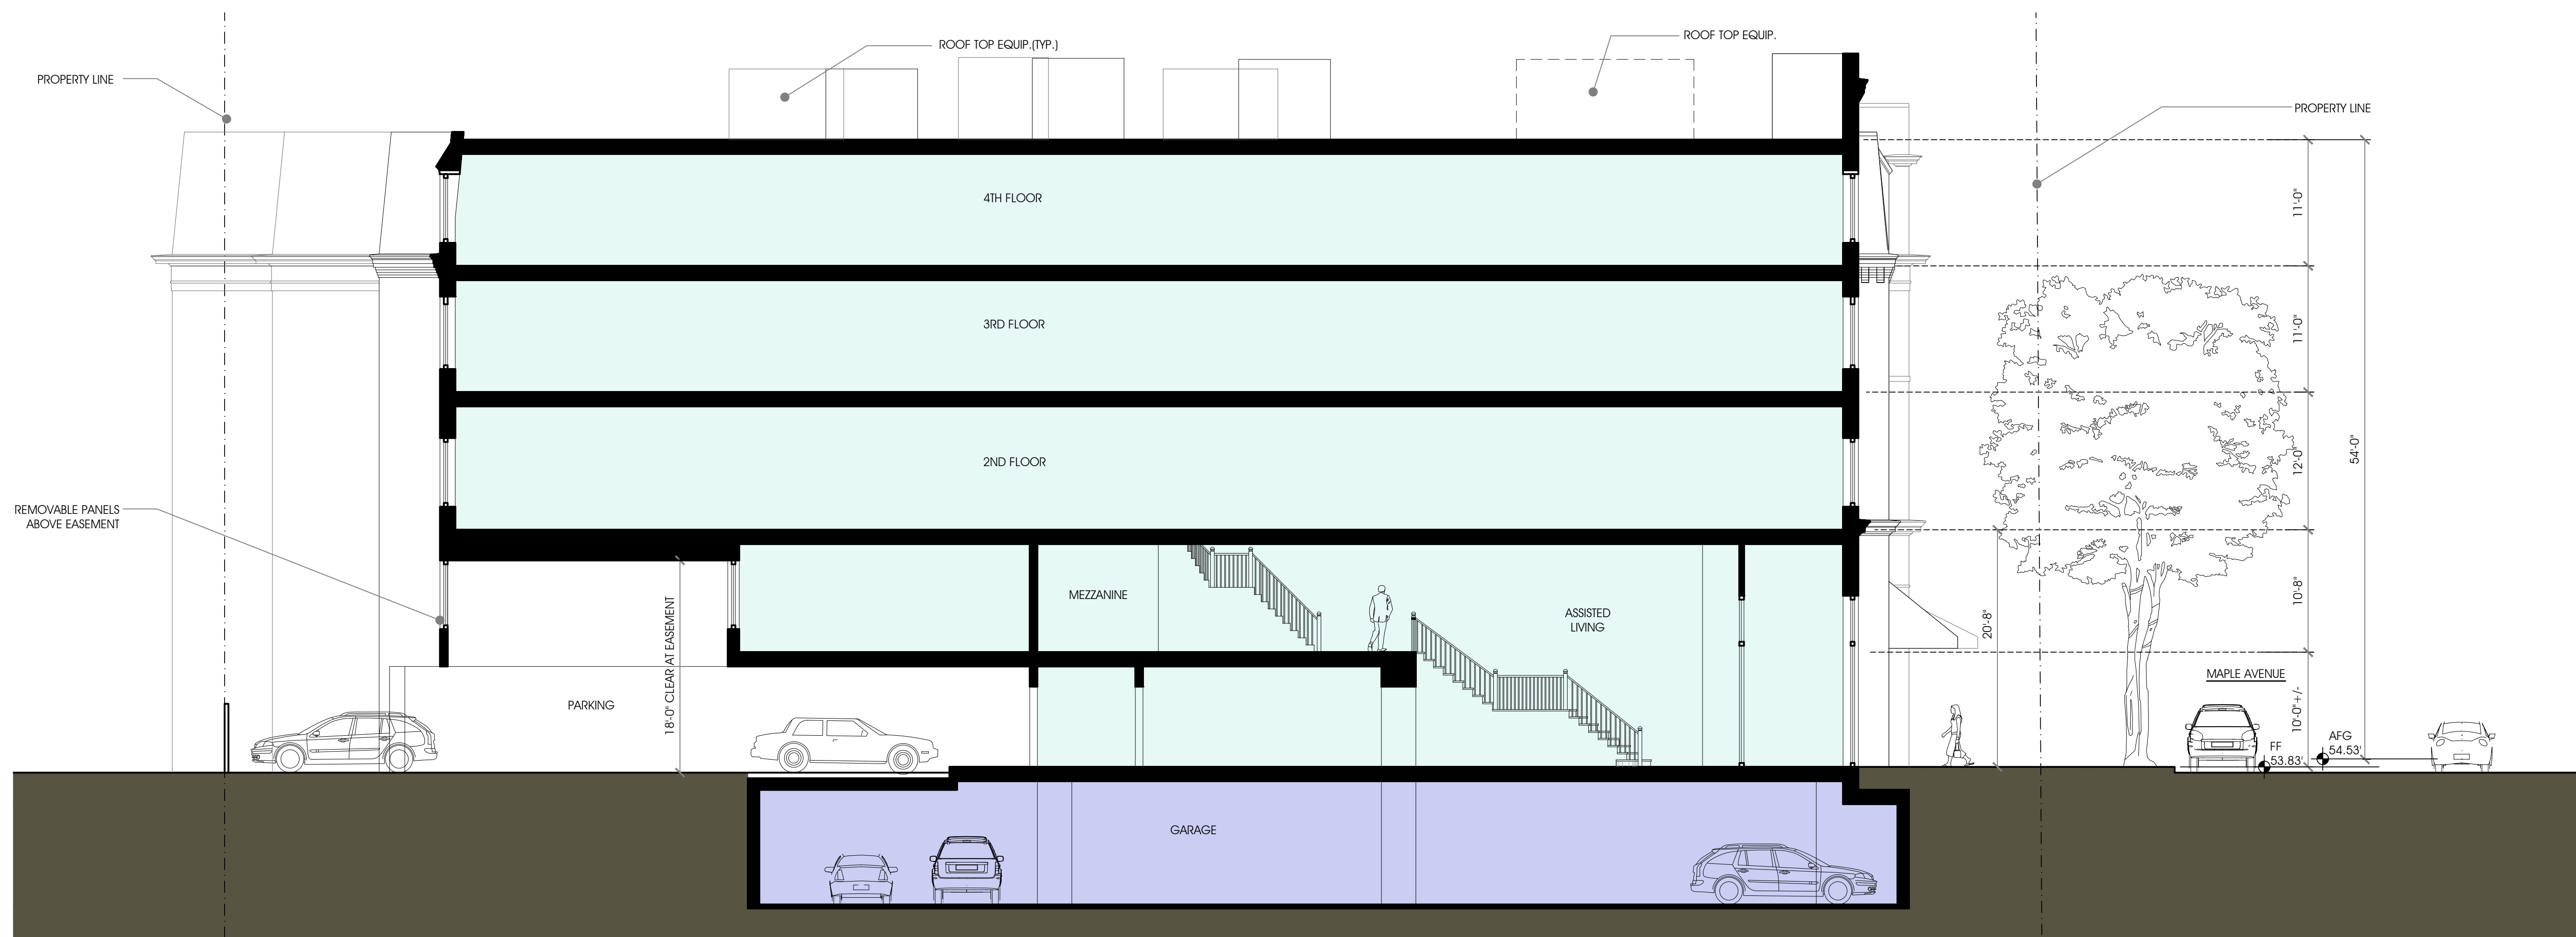 ROOF TOP EQUIP.(TYP.)
ROOF TOP EQUIP.
PROPERTY LINE
PROPERTY LINE
4TH FLOOR
11'-0"
3RD FLOOR
11'-0"
2ND FLOOR
12'-0"
54'-0"
REMOVABLE PANELS
ABOVE EASEMENT
MEZZANINE
ASSISTED
LIVING
10'-8"
20'-8"
18'-0" CLEAR AT EASEMENT
MAPLE AVENUE
PARKING
10'-0"+/-
AFG
54.53'
FF
53.83'
GARAGE